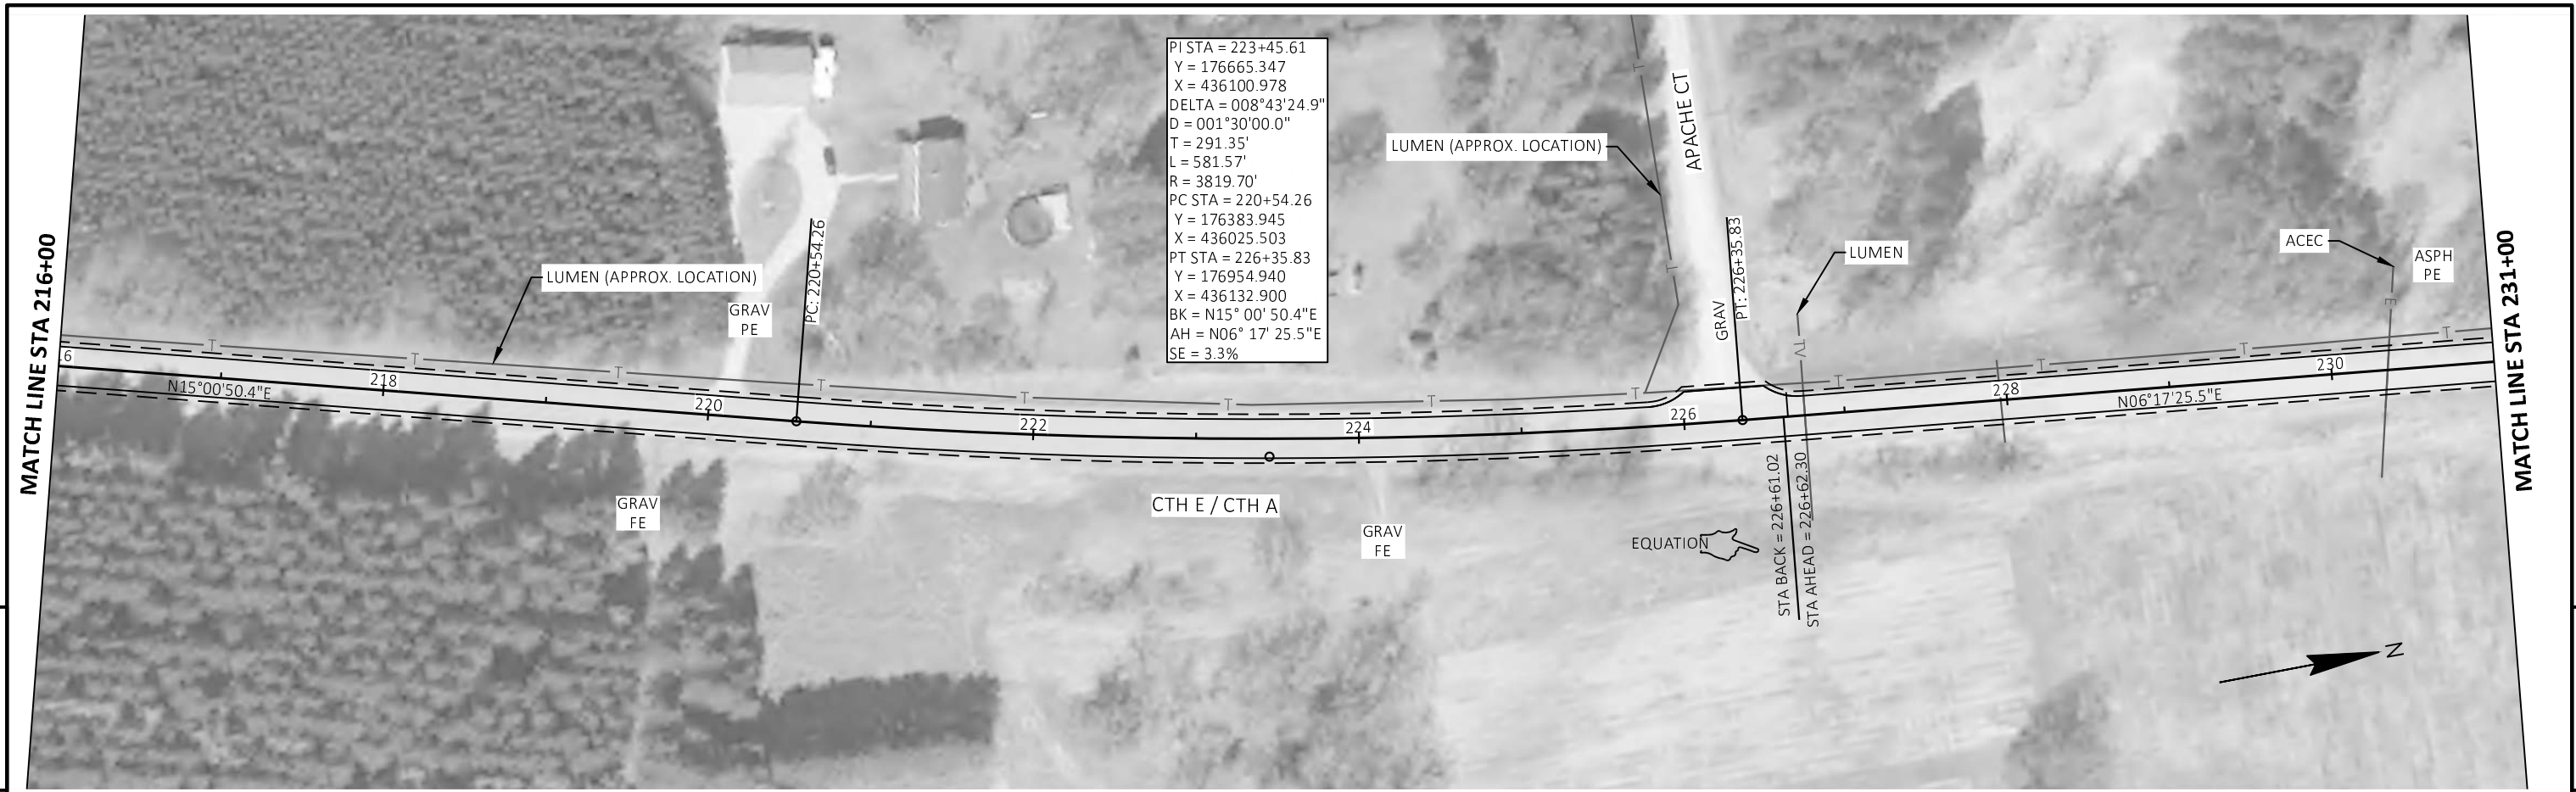 MATCH LINE STA 216+00
.6
N15°00'50.4"E
218
LUMEN (APPROX. LOCATION)
T
T
T
T
T
T
T
T
GRAV
PE
GRAV
FE
220
PC: 220+54.26
222
PI STA = 223+45.61
Y = 176665.347
X = 436100.978
DELTA = 008°43'24.9"
D = 001°30'00.0"
T = 291.35'
L = 581.57'
R = 3819.70'
PC STA = 220+54.26
Y = 176383.945
X = 436025.503
PT STA = 226+35.83
Y = 176954.940
X = 436132.900
BK = N15° 00' 50.4"E
AH = N06° 17' 25.5"E
SE = 3.3%
CTH E / CTH A
224
GRAV
FE
LUMEN (APPROX. LOCATION)
T
T
APACHE CT
GRAV
PT: 226+35.83
226
EQUATION
STA BACK = 226+61.02
STA AHEAD = 226+62.30
LUMEN
TV
T
T
T
T
228
N06°17'25.5"E
230
ACEC
E
ASPH
PE
N
MATCH LINE STA 231+00